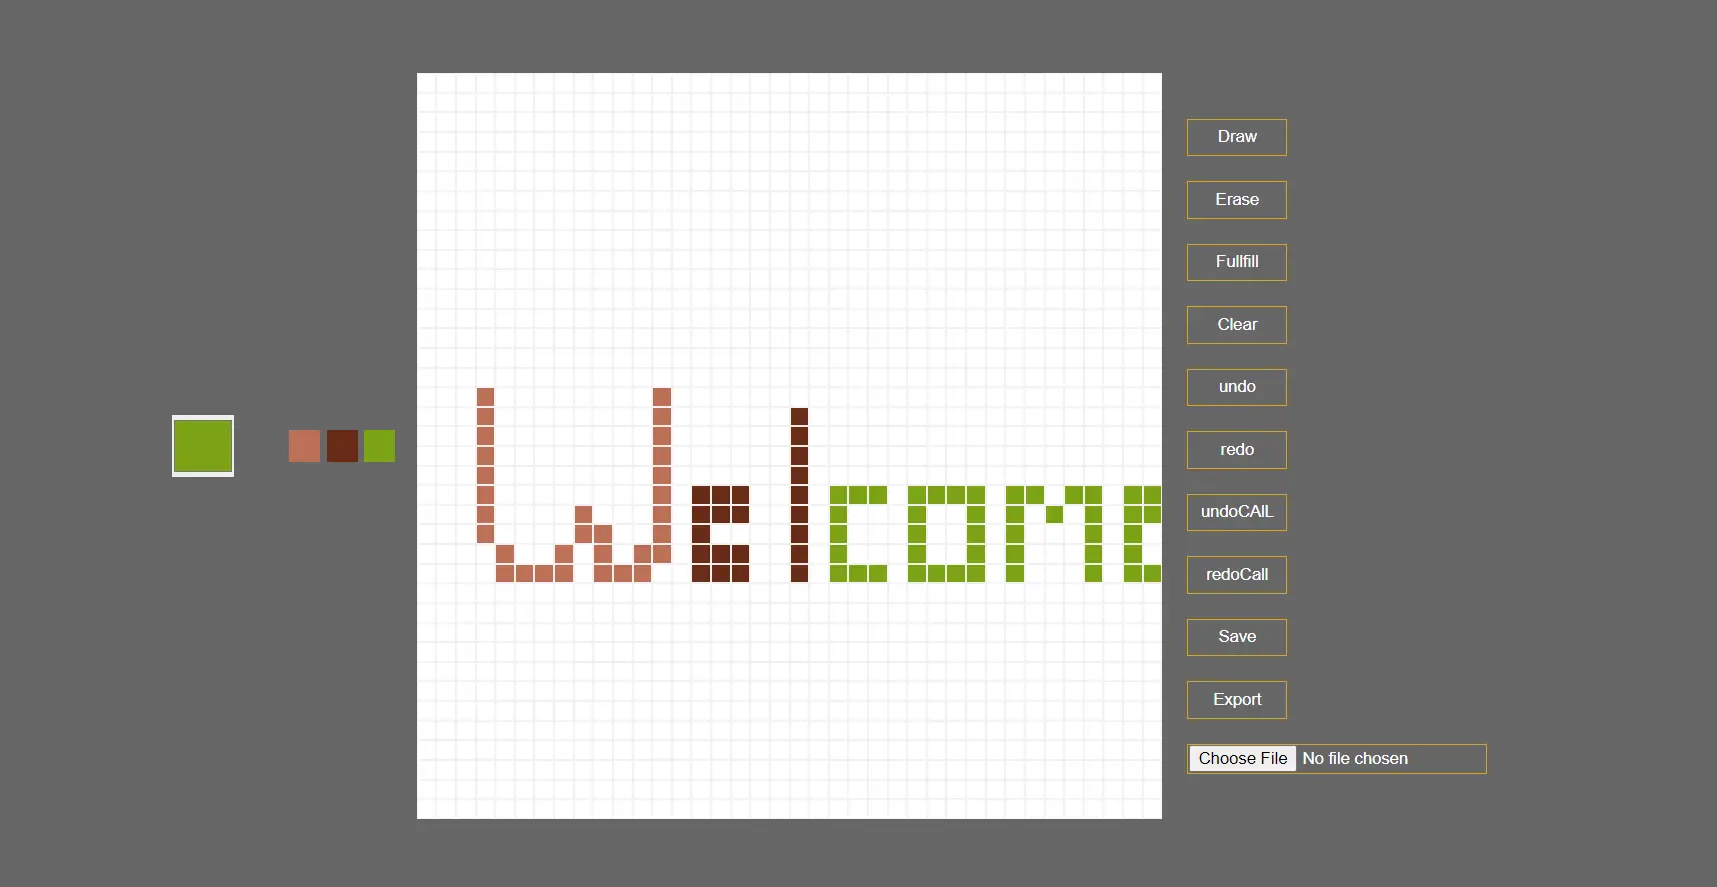 Welcome
Draw
Erase
Fullfill
Clear
undo
redo
undoCAlL
redoCall
Save
Export
Choose File No file chosen